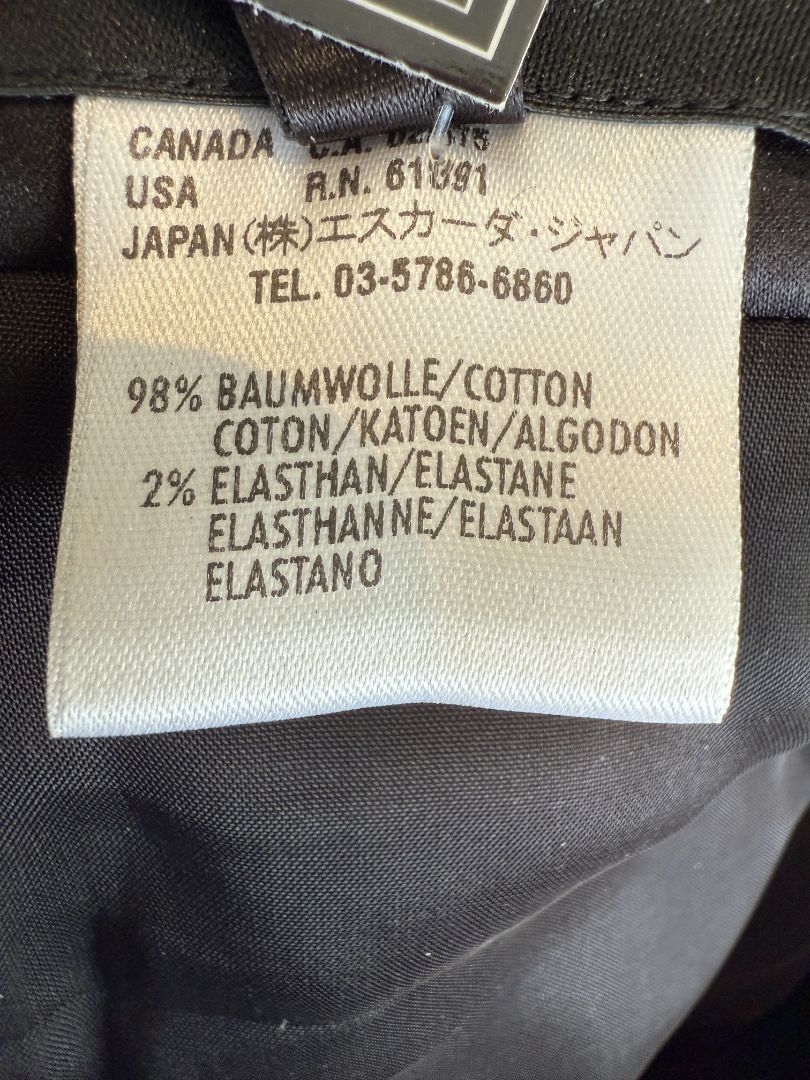 CANADA C.A.
USA R.N.
JAPAN(株)エスカーダ・ジャパン
TEL. 03-5786-6860
98% BAUMWOLLE/COTTON
COTON/KATOEN/ALGODON
2% ELASTHAN/ELASTANE
ELASTHANNE/ELASTAAN
ELASTANO